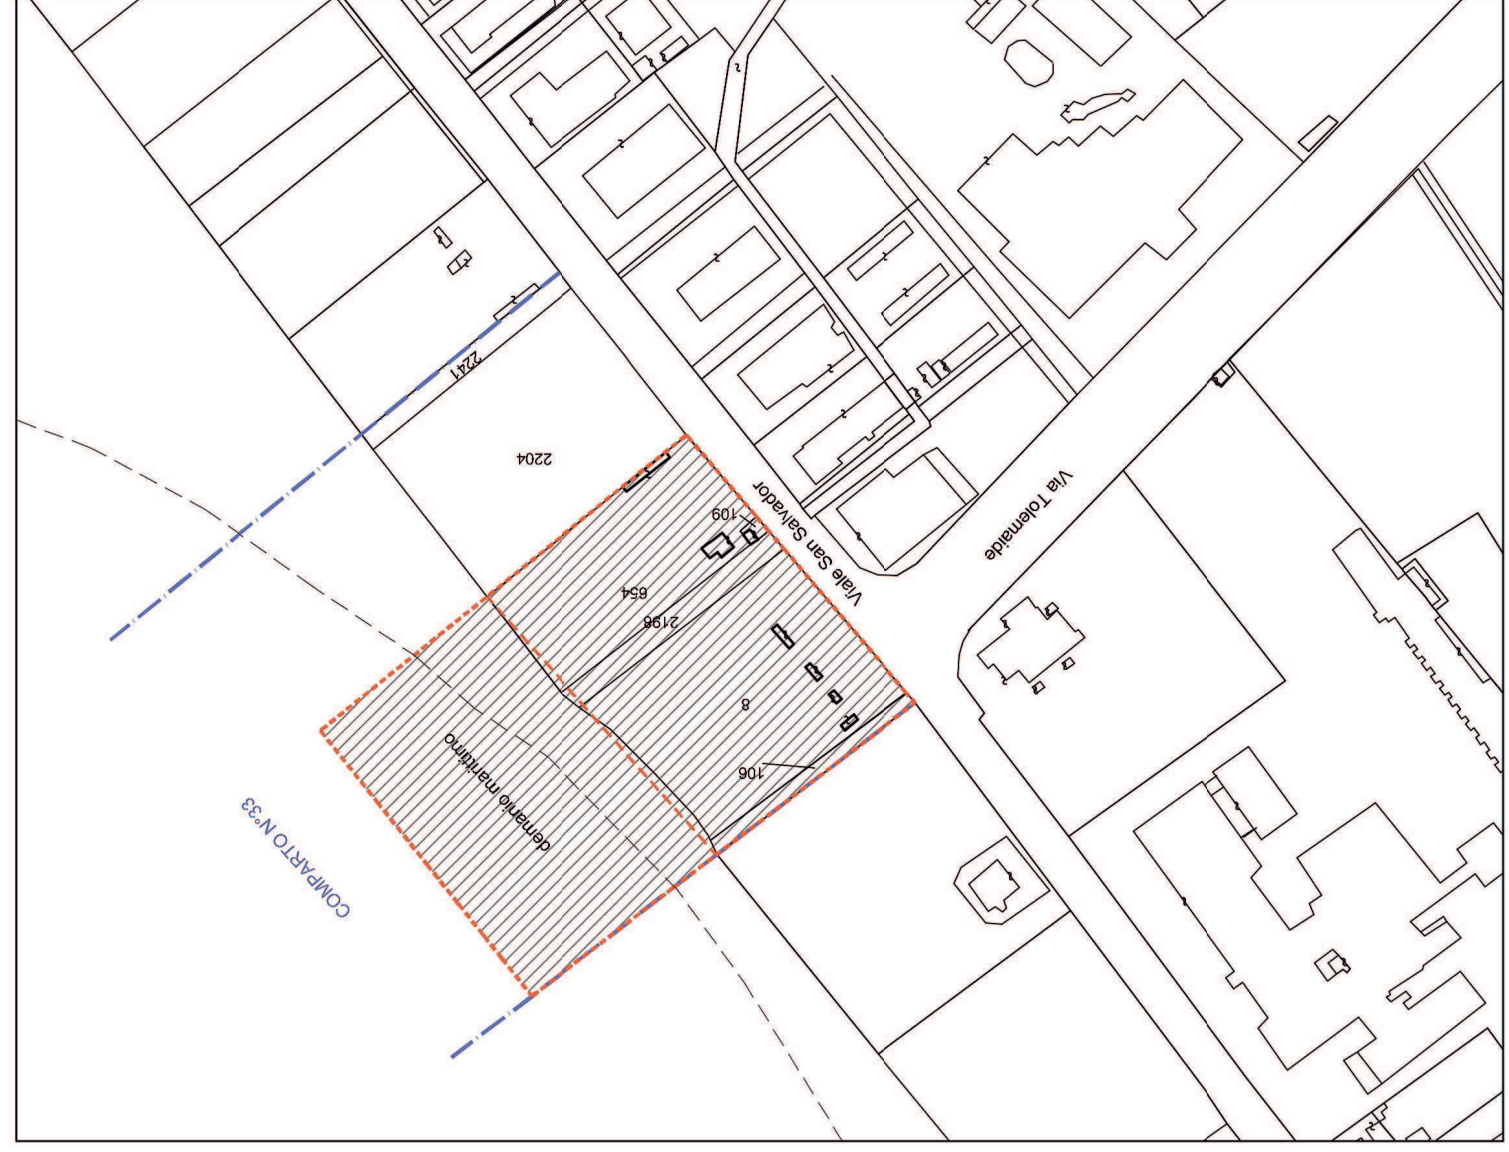 2241
2204
109
Viale San Salvador
Via Tolemaide
654
2198
8
106
demanio marittimo
COMPARTO N°33